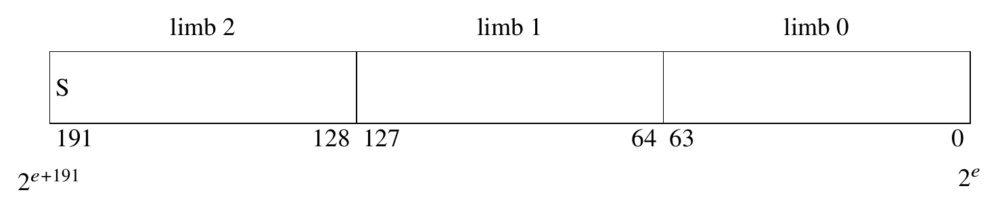 limb 2 limb 1 limb 0
S
191 128 127 64 63 0
2^{e+191} 2^e